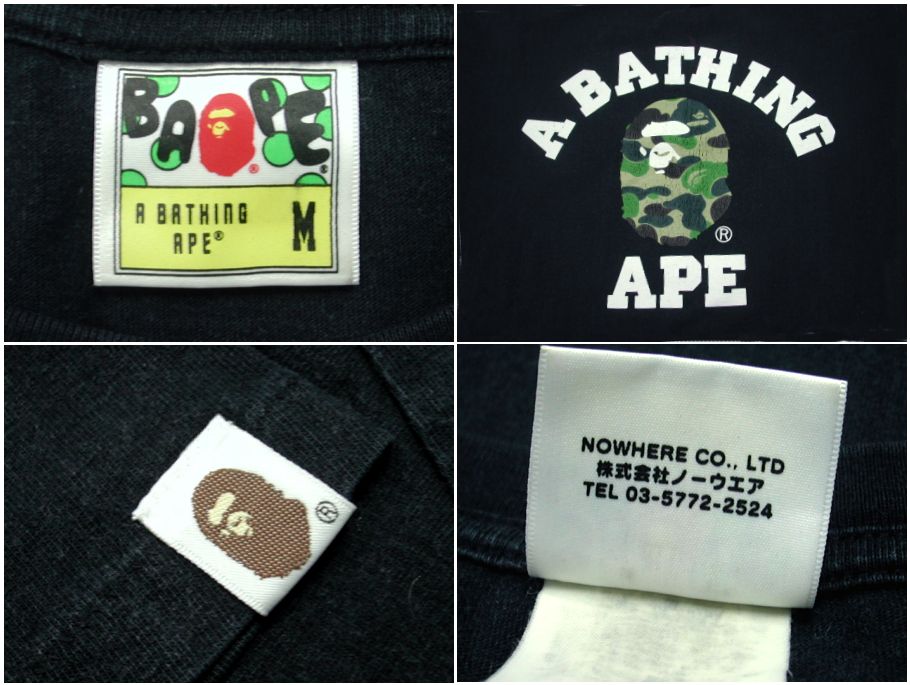 BAPE®
®
A BATHING
APE®
M
A BATHING
®
APE
®
NOWHERE CO., LTD
株式会社ノーウエア
TEL 03-5772-2524